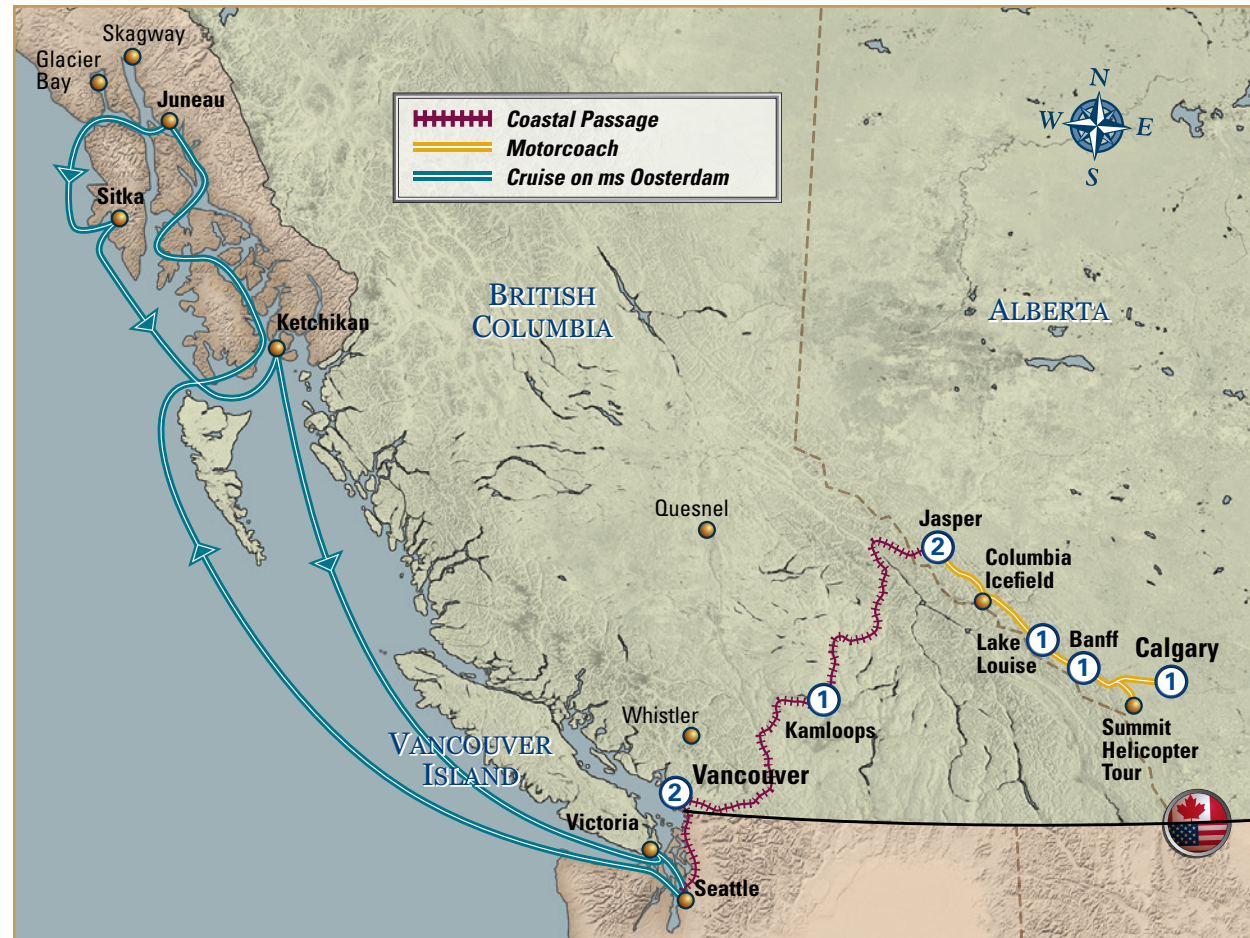 Skagway
Glacier
Bay
Juneau
Sitka
Ketchikan
Coastal Passage
Motorcoach
Cruise on ms Oosterdam
N
W
E
S
BRITISH
COLUMBIA
ALBERTA
Quesnel
Jasper
2
Columbia
Icefield
Lake
Louise
1
Banff
1
Calgary
1
Summit
Helicopter
Tour
1
Kamloops
Whistler
VANCOUVER
ISLAND
2
Vancouver
Victoria
Seattle